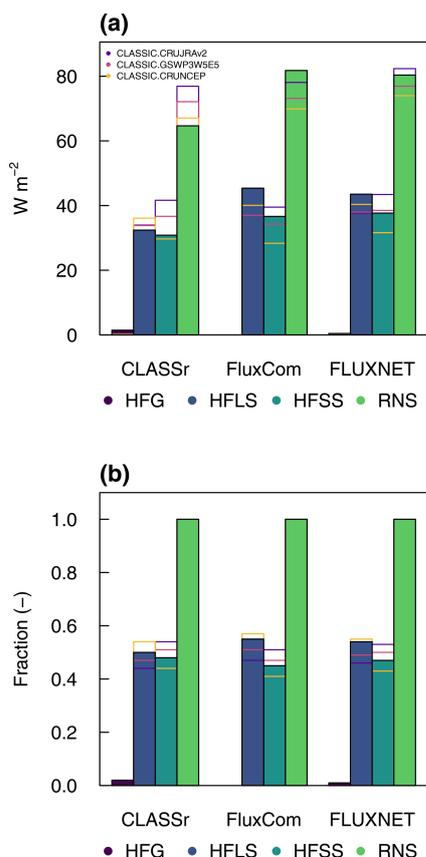 (a)
CLASSIC.CRUJRAv2
CLASSIC.GSWP3W5E5
CLASSIC.CRUNCEP
W m⁻²
80
60
40
20
0
CLASSr FluxCom FLUXNET
HFG HFLS HFSS RNS
(b)
Fraction (−)
1.0
0.8
0.6
0.4
0.2
0.0
CLASSr FluxCom FLUXNET
HFG HFLS HFSS RNS